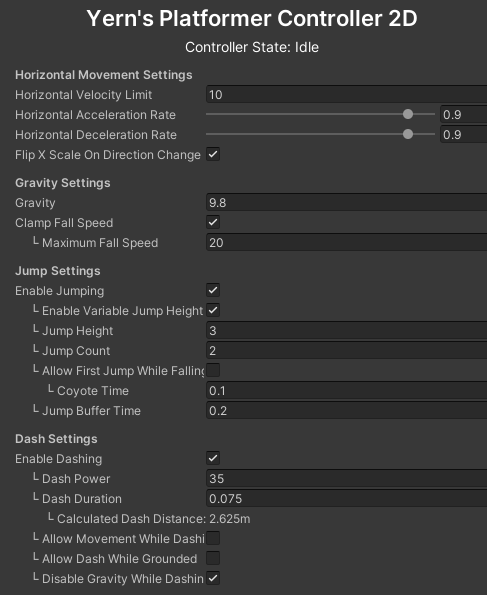 Yern's Platformer Controller 2D
Controller State: Idle
Horizontal Movement Settings
Horizontal Velocity Limit 10
Horizontal Acceleration Rate 0.9
Horizontal Deceleration Rate 0.9
Flip X Scale On Direction Change
Gravity Settings
Gravity 9.8
Clamp Fall Speed
└ Maximum Fall Speed 20
Jump Settings
Enable Jumping
└ Enable Variable Jump Height
└ Jump Height 3
└ Jump Count 2
└ Allow First Jump While Falling
└ Coyote Time 0.1
└ Jump Buffer Time 0.2
Dash Settings
Enable Dashing
└ Dash Power 35
└ Dash Duration 0.075
└ Calculated Dash Distance: 2.625m
└ Allow Movement While Dashi
└ Allow Dash While Grounded
└ Disable Gravity While Dashin